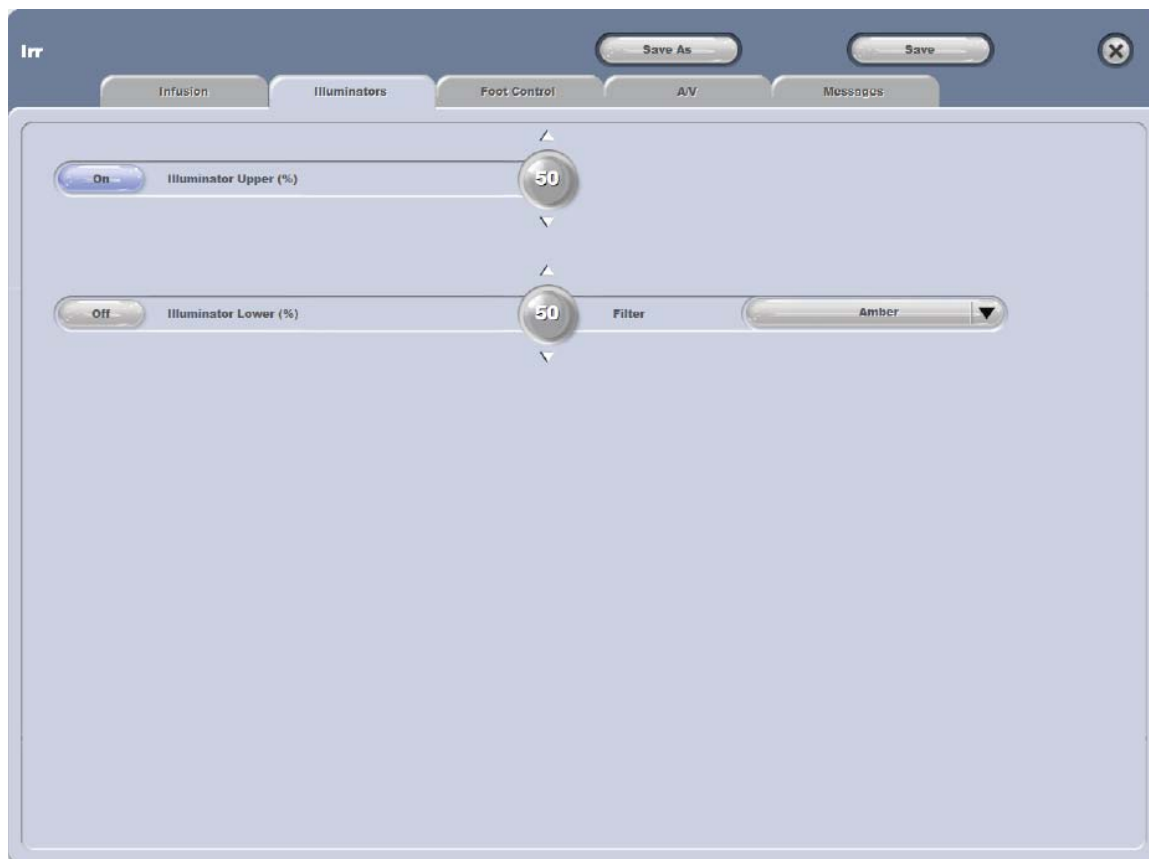 Irr
Save As
Save
Infusion
Illuminators
Foot Control
A/V
Messages
On
Illuminator Upper (%)
50
Off
Illuminator Lower (%)
50
Filter
Amber